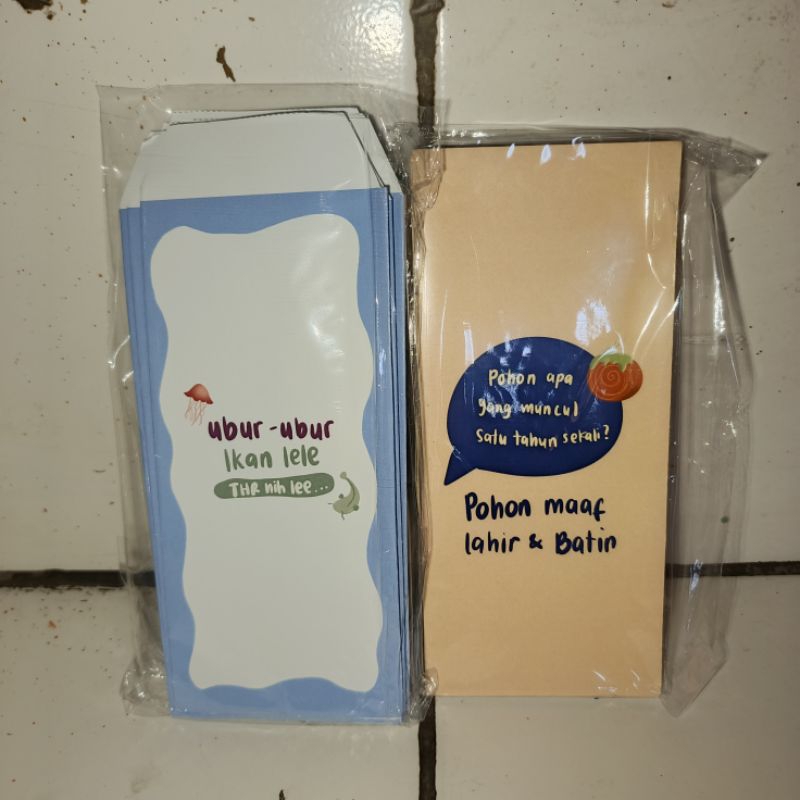 ubur-ubur
Ikan lele
THR nih lee...
Pohon apa
yang muncul
Satu tahun sekali?
Pohon maaf
lahir & Batin